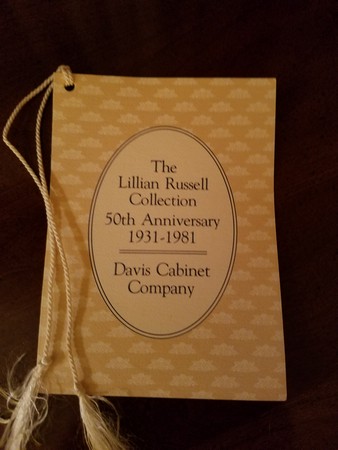 The
Lillian Russell
Collection
50th Anniversary
1931-1981
Davis Cabinet
Company